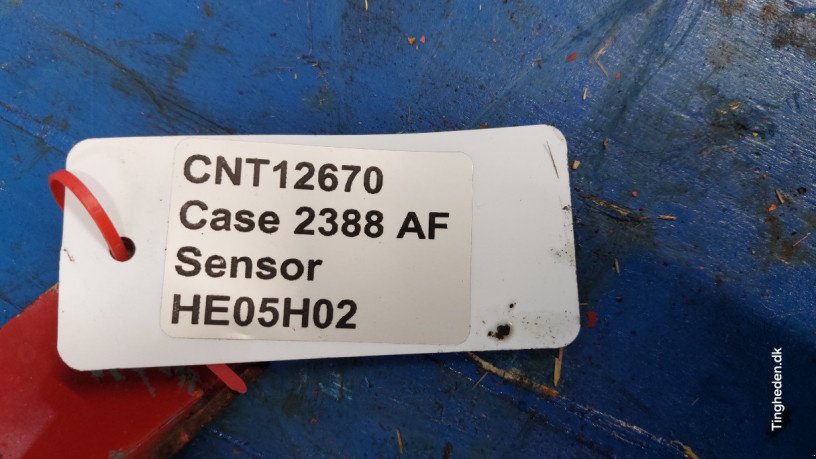 CNT12670
Case 2388 AF
Sensor
HE05H02
Tingheden.dk